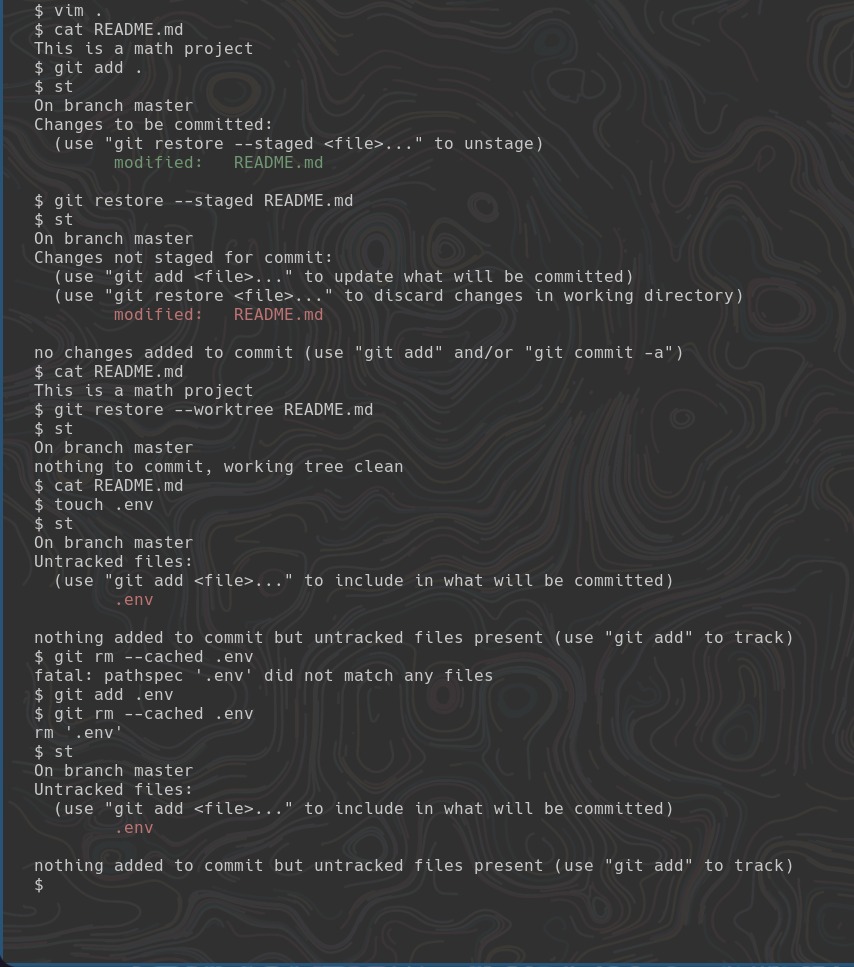 $ vim .
$ cat README.md
This is a math project
$ git add .
$ st
On branch master
Changes to be committed:
  (use "git restore --staged <file>..." to unstage)
        modified:   README.md

$ git restore --staged README.md
$ st
On branch master
Changes not staged for commit:
  (use "git add <file>..." to update what will be committed)
  (use "git restore <file>..." to discard changes in working directory)
        modified:   README.md

no changes added to commit (use "git add" and/or "git commit -a")
$ cat README.md
This is a math project
$ git restore --worktree README.md
$ st
On branch master
nothing to commit, working tree clean
$ cat README.md
$ touch .env
$ st
On branch master
Untracked files:
  (use "git add <file>..." to include in what will be committed)
        .env

nothing added to commit but untracked files present (use "git add" to track)
$ git rm --cached .env
fatal: pathspec '.env' did not match any files
$ git add .env
$ git rm --cached .env
rm '.env'
$ st
On branch master
Untracked files:
  (use "git add <file>..." to include in what will be committed)
        .env

nothing added to commit but untracked files present (use "git add" to track)
$